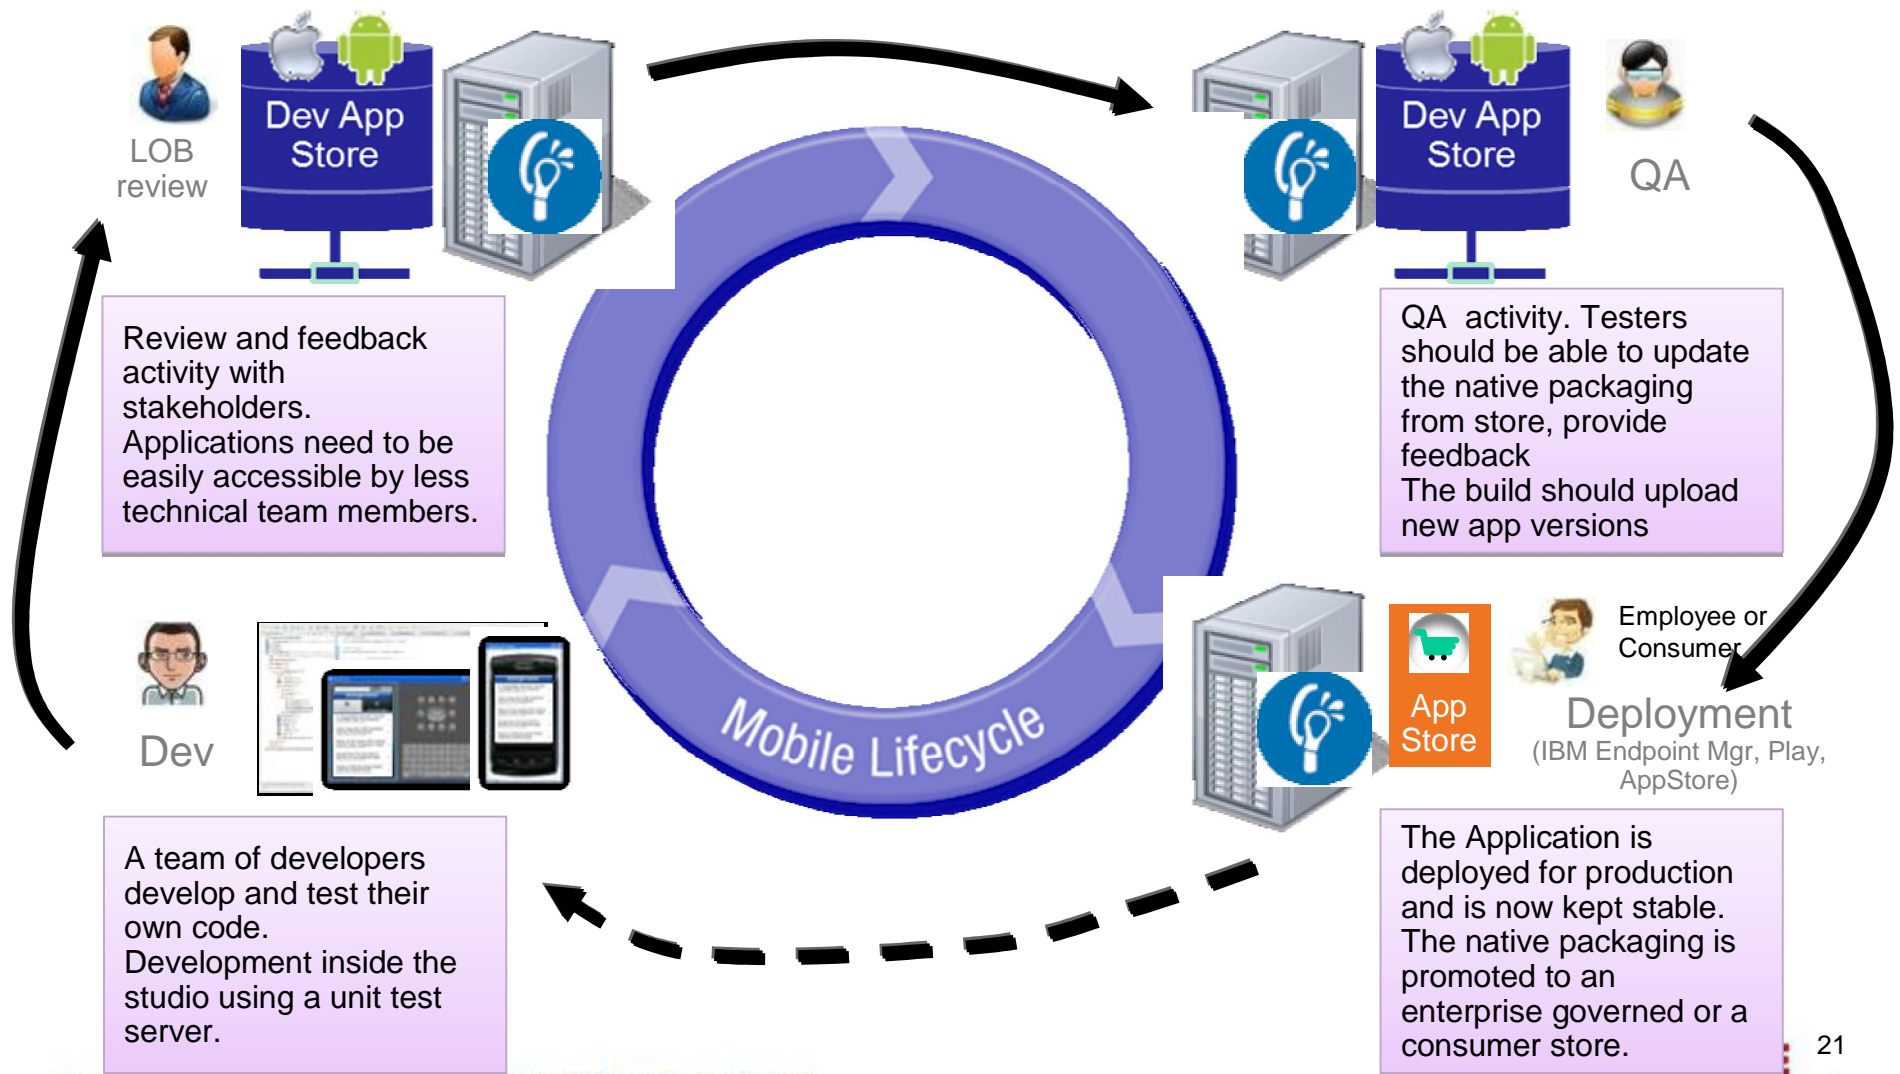 LOB
review
Dev App
Store
Dev App
Store
QA
Review and feedback
activity with
stakeholders.
Applications need to be
easily accessible by less
technical team members.
QA  activity. Testers
should be able to update
the native packaging
from store, provide
feedback
The build should upload
new app versions
Dev
Mobile Lifecycle
App
Store
Employee or
Consumer
Deployment
(IBM Endpoint Mgr, Play,
AppStore)
A team of developers
develop and test their
own code.
Development inside the
studio using a unit test
server.
The Application is
deployed for production
and is now kept stable.
The native packaging is
promoted to an
enterprise governed or a
consumer store.
21